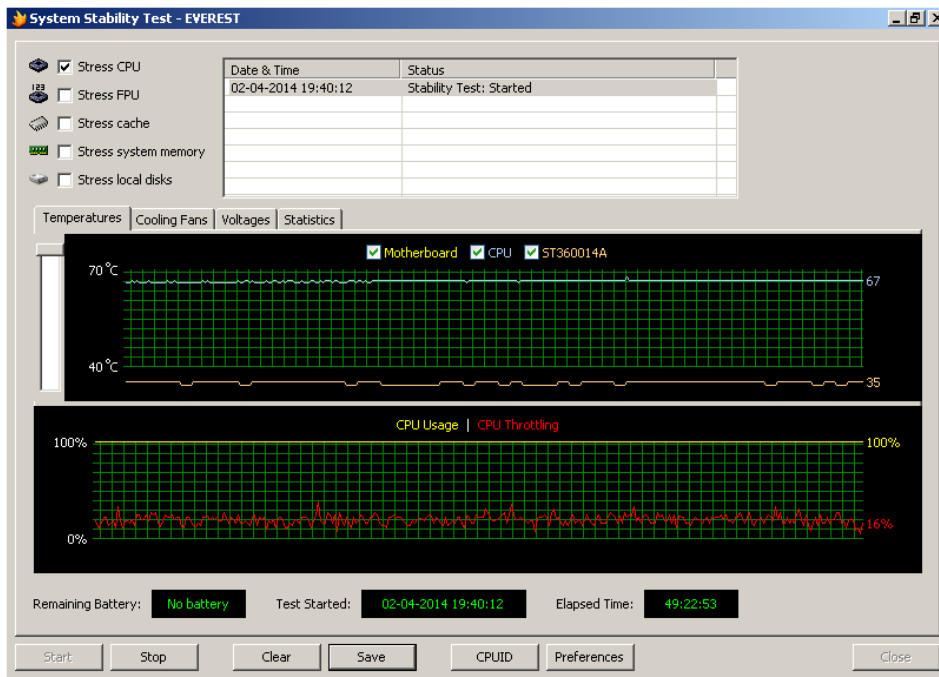 System Stability Test - EVEREST
Stress CPU
Stress FPU
Stress cache
Stress system memory
Stress local disks
123
Date & Time Status
02-04-2014 19:40:12 Stability Test: Started
Temperatures Cooling Fans Voltages Statistics
Motherboard CPU ST360014A
70°C
67
40°C
35
CPU Usage | CPU Throttling
100% 100%
0% 16%
Remaining Battery: No battery Test Started: 02-04-2014 19:40:12 Elapsed Time: 49:22:53
Start Stop Clear Save CPUID Preferences Close